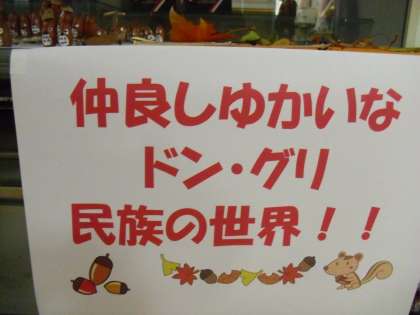 仲良しゆかいな
ドン・グリ
民族の世界！！